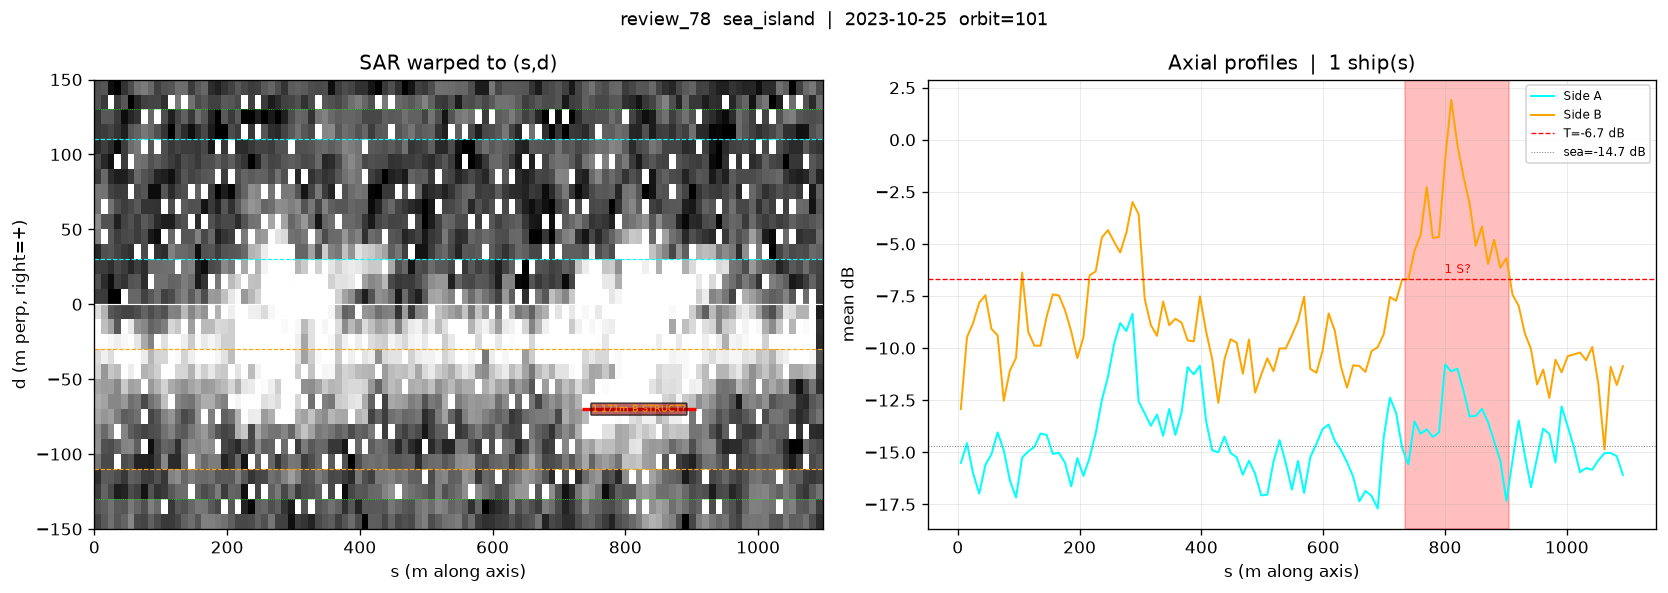 review_78  sea_island  |  2023-10-25  orbit=101
SAR warped to (s,d)
150
100
50
0
−50
−100
−150
d (m perp, right=+)
0
200
400
600
800
1000
s (m along axis)
Axial profiles  |  1 ship(s)
2.5
0.0
−2.5
−5.0
−7.5
−10.0
−12.5
−15.0
−17.5
mean dB
0
200
400
600
800
1000
s (m along axis)
Side A
Side B
T=-6.7 dB
sea=-14.7 dB
1 S?